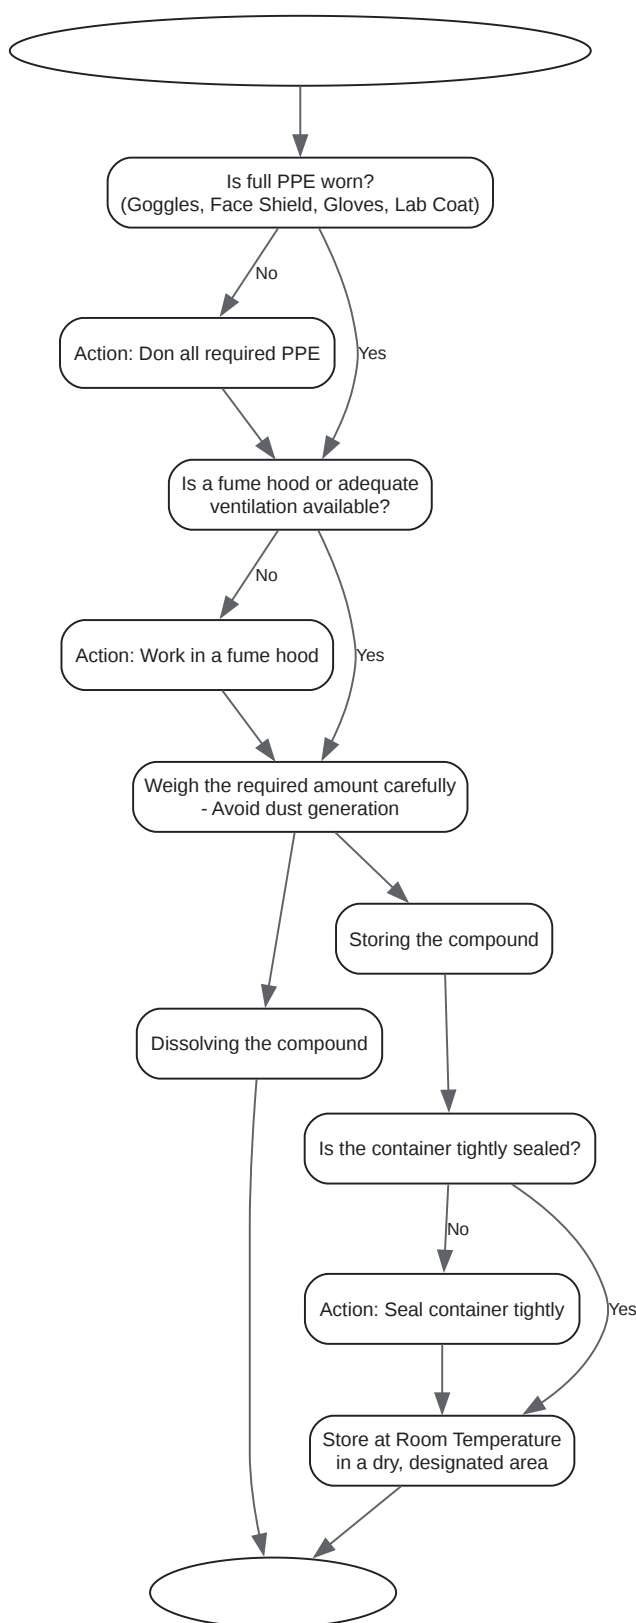 Is full PPE worn?
(Goggles, Face Shield, Gloves, Lab Coat)
No
Action: Don all required PPE
Yes
Is a fume hood or adequate
ventilation available?
No
Action: Work in a fume hood
Yes
Weigh the required amount carefully
- Avoid dust generation
Storing the compound
Dissolving the compound
Is the container tightly sealed?
No
Action: Seal container tightly
Yes
Store at Room Temperature
in a dry, designated area